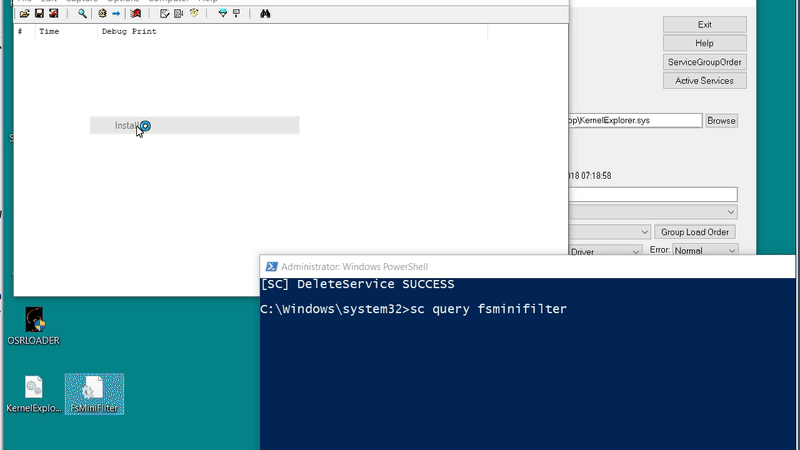 Exit
Help
ServiceGroupOrder
Active Services
# Time Debug Print
Install
op\KernelExplorer.sys
Browse
018 07:18:58
Group Load Order
Driver
Error: Normal
Administrator: Windows PowerShell
[SC] DeleteService SUCCESS
C:\Windows\system32>sc query fsminifilter
OSRLOADER
KernelExplo...
FsMiniFilter